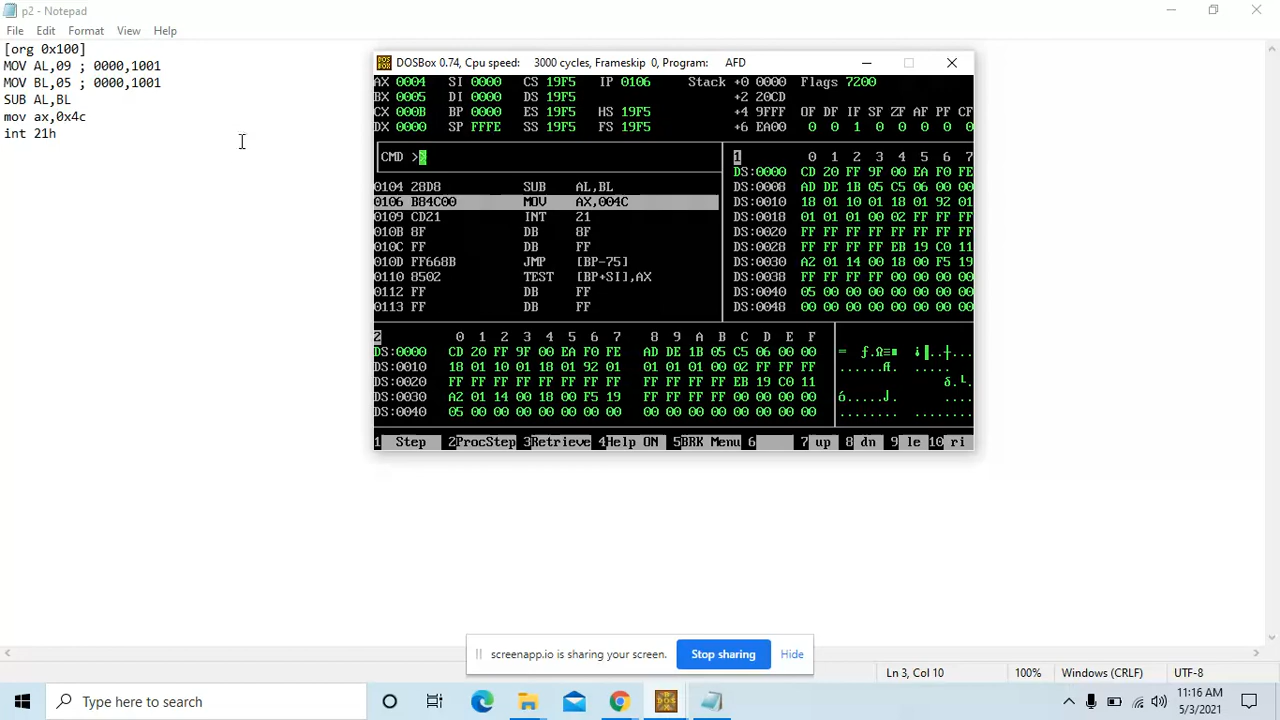 p2 - Notepad
File Edit Format View Help
[org 0x100]
MOV AL,09 ; 0000,1001
MOV BL,05 ; 0000,1001
SUB AL,BL
mov ax,0x4c
int 21h
DOSBox 0.74, Cpu speed: 3000 cycles, Frameskip 0, Program: AFD
AX 0004 SI 0000 CS 19F5 IP 0106 Stack +0 0000 Flags 7200
BX 0005 DI 0000 DS 19F5 +2 20CD
CX 000B BP 0000 ES 19F5 HS 19F5 +4 9FFF OF DF IF SF ZF AF PF CF
DX 0000 SP FFFE SS 19F5 FS 19F5 +6 EA00 0 0 1 0 0 0 0 0
CMD >
0104 28D8 SUB AL,BL
0106 B84C00 MOV AX,004C
0109 CD21 INT 21
010B 8F DB 8F
010C FF DB FF
010D FF668B JMP [BP-75]
0110 8502 TEST [BP+SI],AX
0112 FF DB FF
0113 FF DB FF
1 0 1 2 3 4 5 6 7
DS:0000 CD 20 FF 9F 00 EA F0 FE
DS:0008 AD DE 1B 05 C5 06 00 00
DS:0010 18 01 10 01 18 01 92 01
DS:0018 01 01 01 00 02 FF FF FF
DS:0020 FF FF FF FF FF FF FF FF
DS:0028 FF FF FF FF EB 19 C0 11
DS:0030 A2 01 14 00 18 00 F5 19
DS:0038 FF FF FF FF 00 00 00 00
DS:0040 05 00 00 00 00 00 00 00
DS:0048 00 00 00 00 00 00 00 00
2 0 1 2 3 4 5 6 7 8 9 A B C D E F
DS:0000 CD 20 FF 9F 00 EA F0 FE AD DE 1B 05 C5 06 00 00
DS:0010 18 01 10 01 18 01 92 01 01 01 01 00 02 FF FF FF
DS:0020 FF FF FF FF FF FF FF FF FF FF FF FF EB 19 C0 11
DS:0030 A2 01 14 00 18 00 F5 19 FF FF FF FF 00 00 00 00
DS:0040 05 00 00 00 00 00 00 00 00 00 00 00 00 00 00 00
1 Step 2ProcStep 3Retrieve 4Help ON 5BRK Menu 6 7 up 8 dn 9 le 10 ri
screenapp.io is sharing your screen. Stop sharing Hide
Ln 3, Col 10 100% Windows (CRLF) UTF-8
Type here to search
11:16 AM
5/3/2021